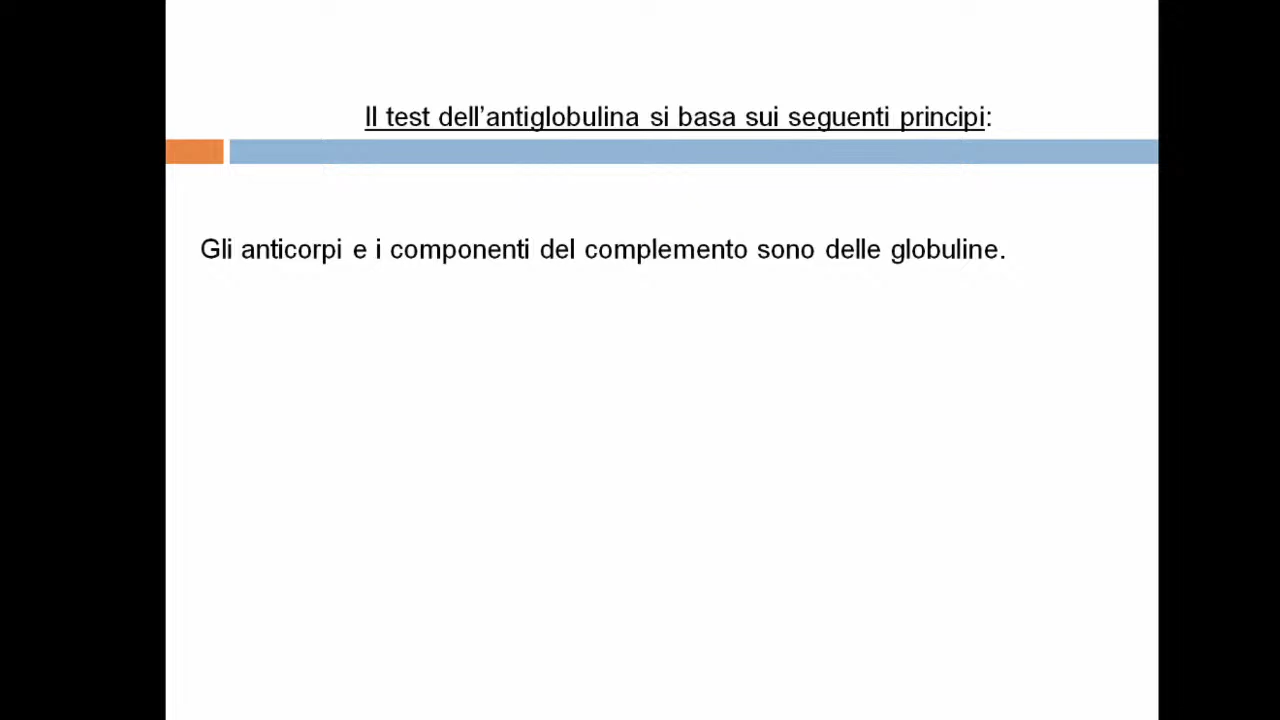 Il test dell’antiglobulina si basa sui seguenti principi:
Gli anticorpi e i componenti del complemento sono delle globuline.